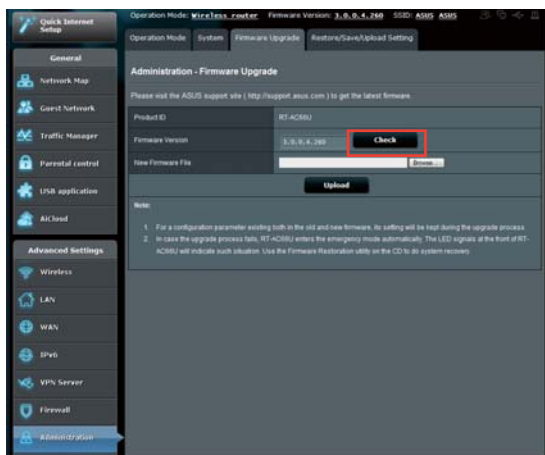 Quick Internet
Setup
Operation Mode: Wireless router Firmware Version: 3.0.0.4.260 SSID: ASUS ASUS
Operation Mode System Firmware Upgrade Restore/Save/Upload Setting
General
Network Map
Guest Network
Traffic Manager
Parental control
USB application
AiCloud
Advanced Settings
Wireless
LAN
WAN
IPv6
VPN Server
Firewall
Administration
Administration - Firmware Upgrade
Please visit the ASUS support site ( http://support.asus.com ) to get the latest firmware.
Product ID RT-AC66U
Firmware Version 3.0.0.4.260 Check
New Firmware File Browse...
Upload
Note:
1. For a configuration parameter existing both in the old and new firmware, its setting will be kept during the upgrade process.
2. In case the upgrade process fails, RT-AC66U enters the emergency mode automatically. The LED signals at the front of RT-
AC66U will indicate such situation. Use the Firmware Restoration utility on the CD to do system recovery.